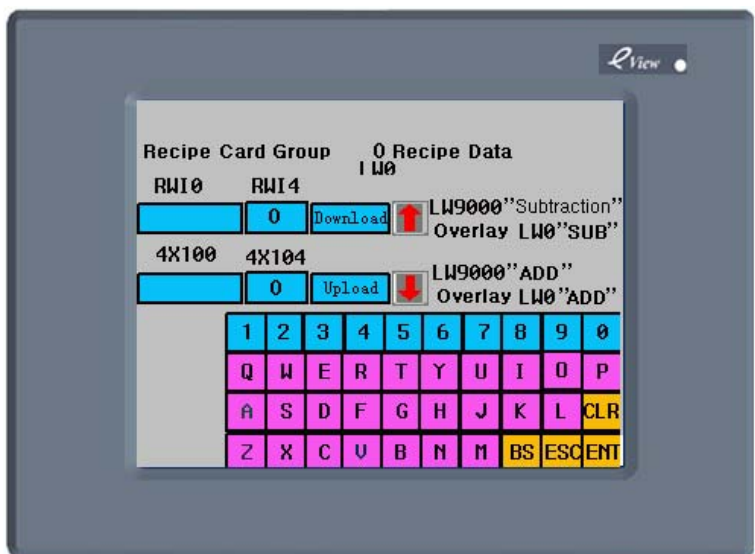 eView
Recipe Card Group 0 Recipe Data
LW0
RWI0 RWI4
0 Download LW9000"Subtraction"
Overlay LW0"SUB"
4X100 4X104
0 Upload LW9000"ADD"
Overlay LW0"ADD"
1 2 3 4 5 6 7 8 9 0
Q W E R T Y U I O P
A S D F G H J K L CLR
Z X C V B N M BS ESC ENT